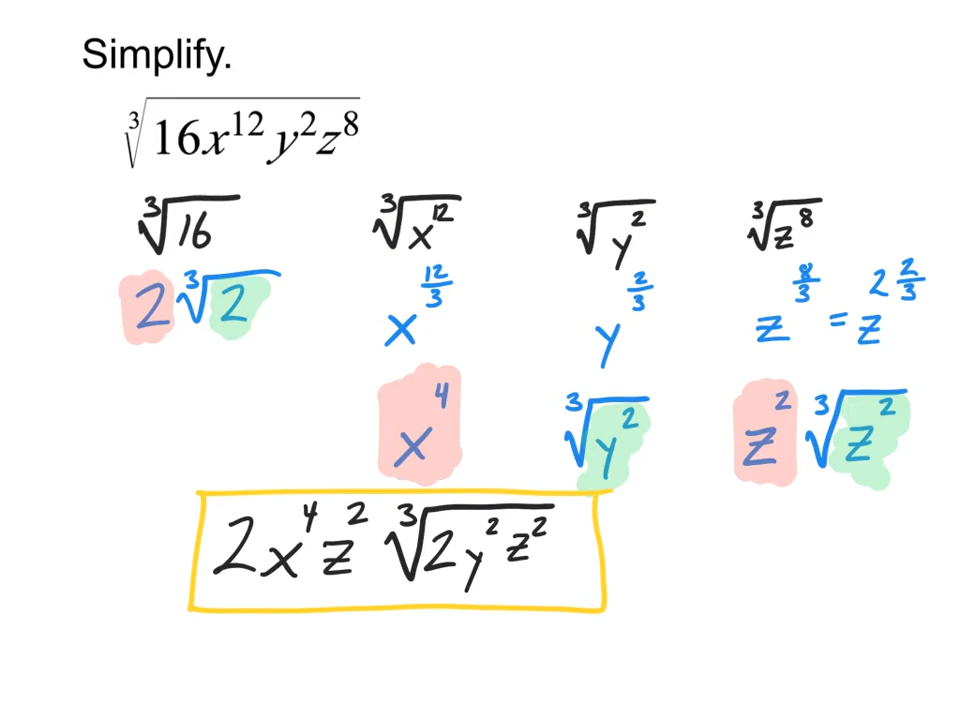 Simplify.
∛(16x¹²y²z⁸)
∛16 ∛x¹² ∛y² ∛z⁸
2∛2 x^(12/3) y^(2/3) z^(8/3) = z^(2 2/3)
x⁴ ∛y² z²∛z²
2x⁴z²∛(2y²z²)